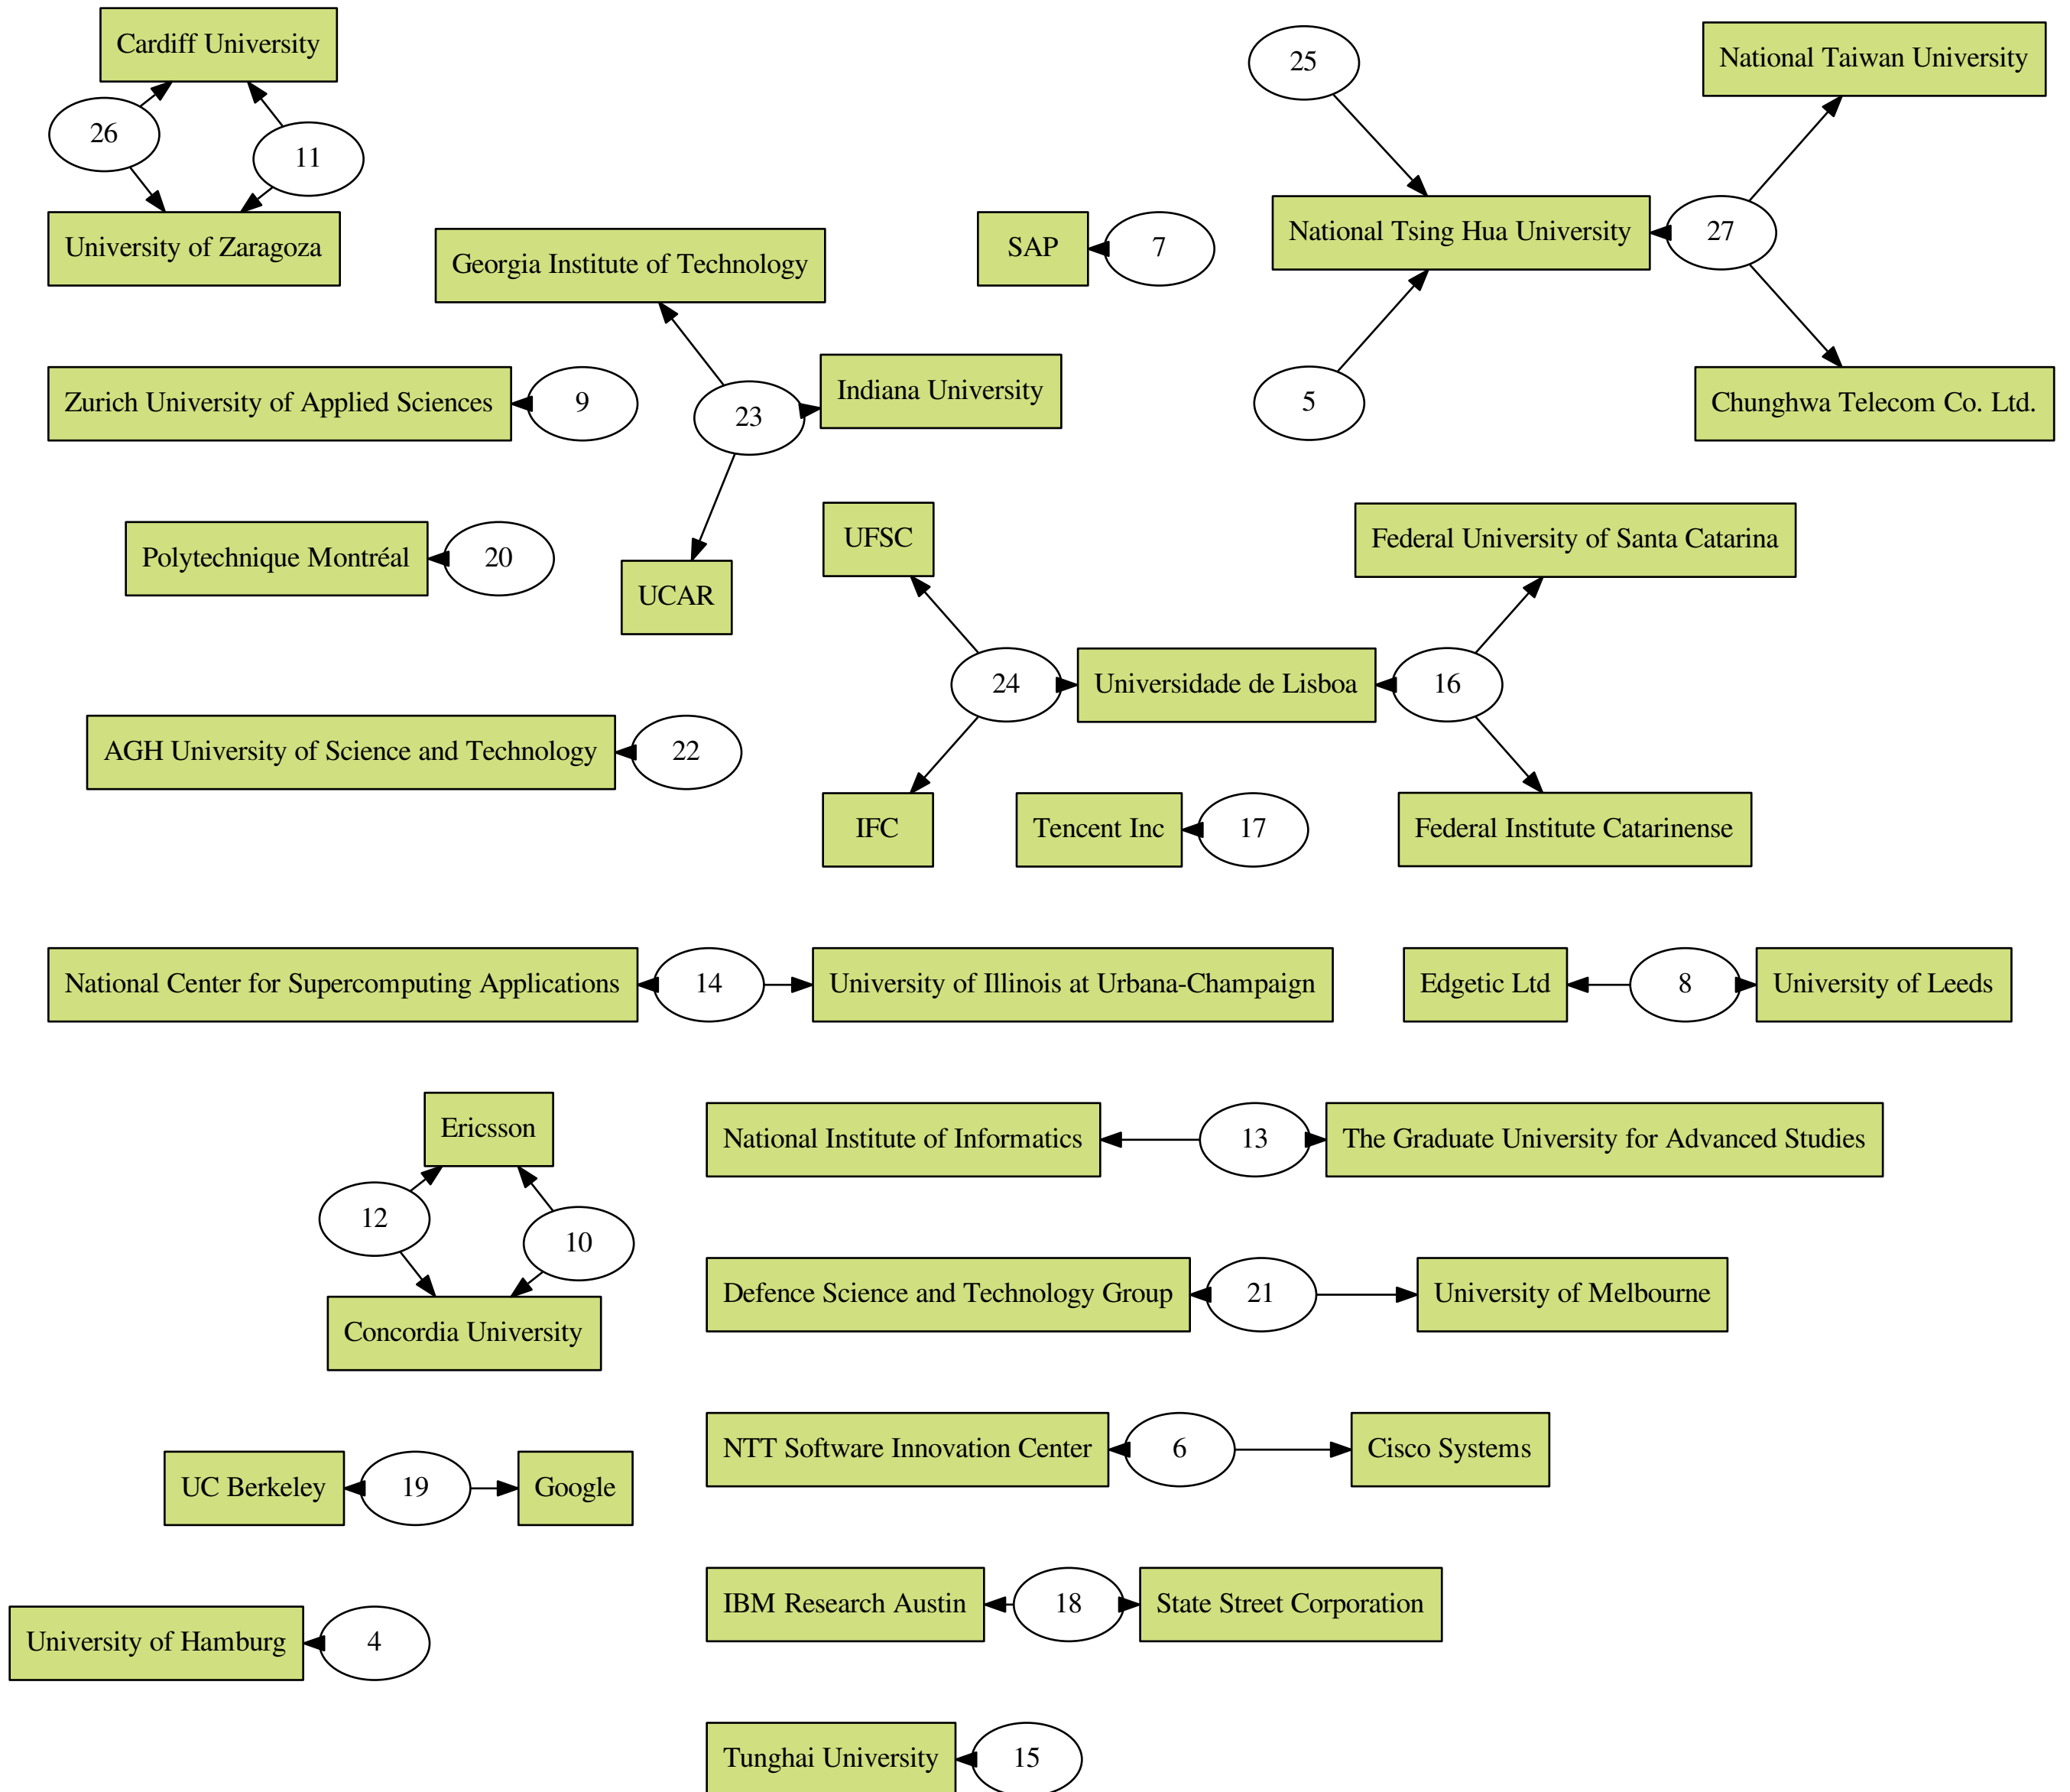 Cardiff University
25
National Taiwan University
26
11
University of Zaragoza
Georgia Institute of Technology
SAP
7
National Tsing Hua University
27
Zurich University of Applied Sciences
9
23
Indiana University
5
Chunghwa Telecom Co. Ltd.
Polytechnique Montréal
20
UCAR
UFSC
Federal University of Santa Catarina
24
Universidade de Lisboa
16
AGH University of Science and Technology
22
IFC
Tencent Inc
17
Federal Institute Catarinense
National Center for Supercomputing Applications
14
University of Illinois at Urbana-Champaign
Edgetic Ltd
8
University of Leeds
Ericsson
National Institute of Informatics
13
The Graduate University for Advanced Studies
12
10
Concordia University
Defence Science and Technology Group
21
University of Melbourne
NTT Software Innovation Center
6
Cisco Systems
UC Berkeley
19
Google
IBM Research Austin
18
State Street Corporation
University of Hamburg
4
Tunghai University
15